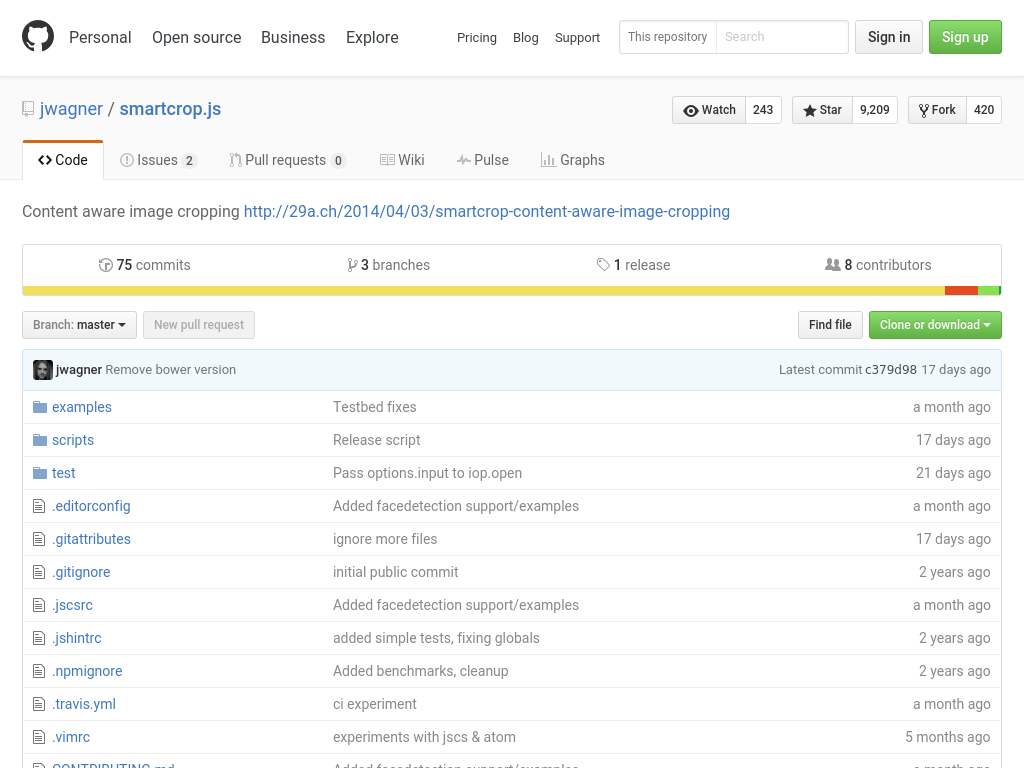 Personal Open source Business Explore Pricing Blog Support This repository Search Sign in Sign up
jwagner / smartcrop.js Watch 243 Star 9,209 Fork 420
Code Issues 2 Pull requests 0 Wiki Pulse Graphs
Content aware image cropping http://29a.ch/2014/04/03/smartcrop-content-aware-image-cropping
75 commits 3 branches 1 release 8 contributors
Branch: master New pull request Find file Clone or download
jwagner Remove bower version Latest commit c379d98 17 days ago
examples Testbed fixes a month ago
scripts Release script 17 days ago
test Pass options.input to iop.open 21 days ago
.editorconfig Added facedetection support/examples a month ago
.gitattributes ignore more files 17 days ago
.gitignore initial public commit 2 years ago
.jscsrc Added facedetection support/examples a month ago
.jshintrc added simple tests, fixing globals 2 years ago
.npmignore Added benchmarks, cleanup 2 years ago
.travis.yml ci experiment a month ago
.vimrc experiments with jscs & atom 5 months ago
CONTRIBUTING.md Added facedetection support/examples a month ago